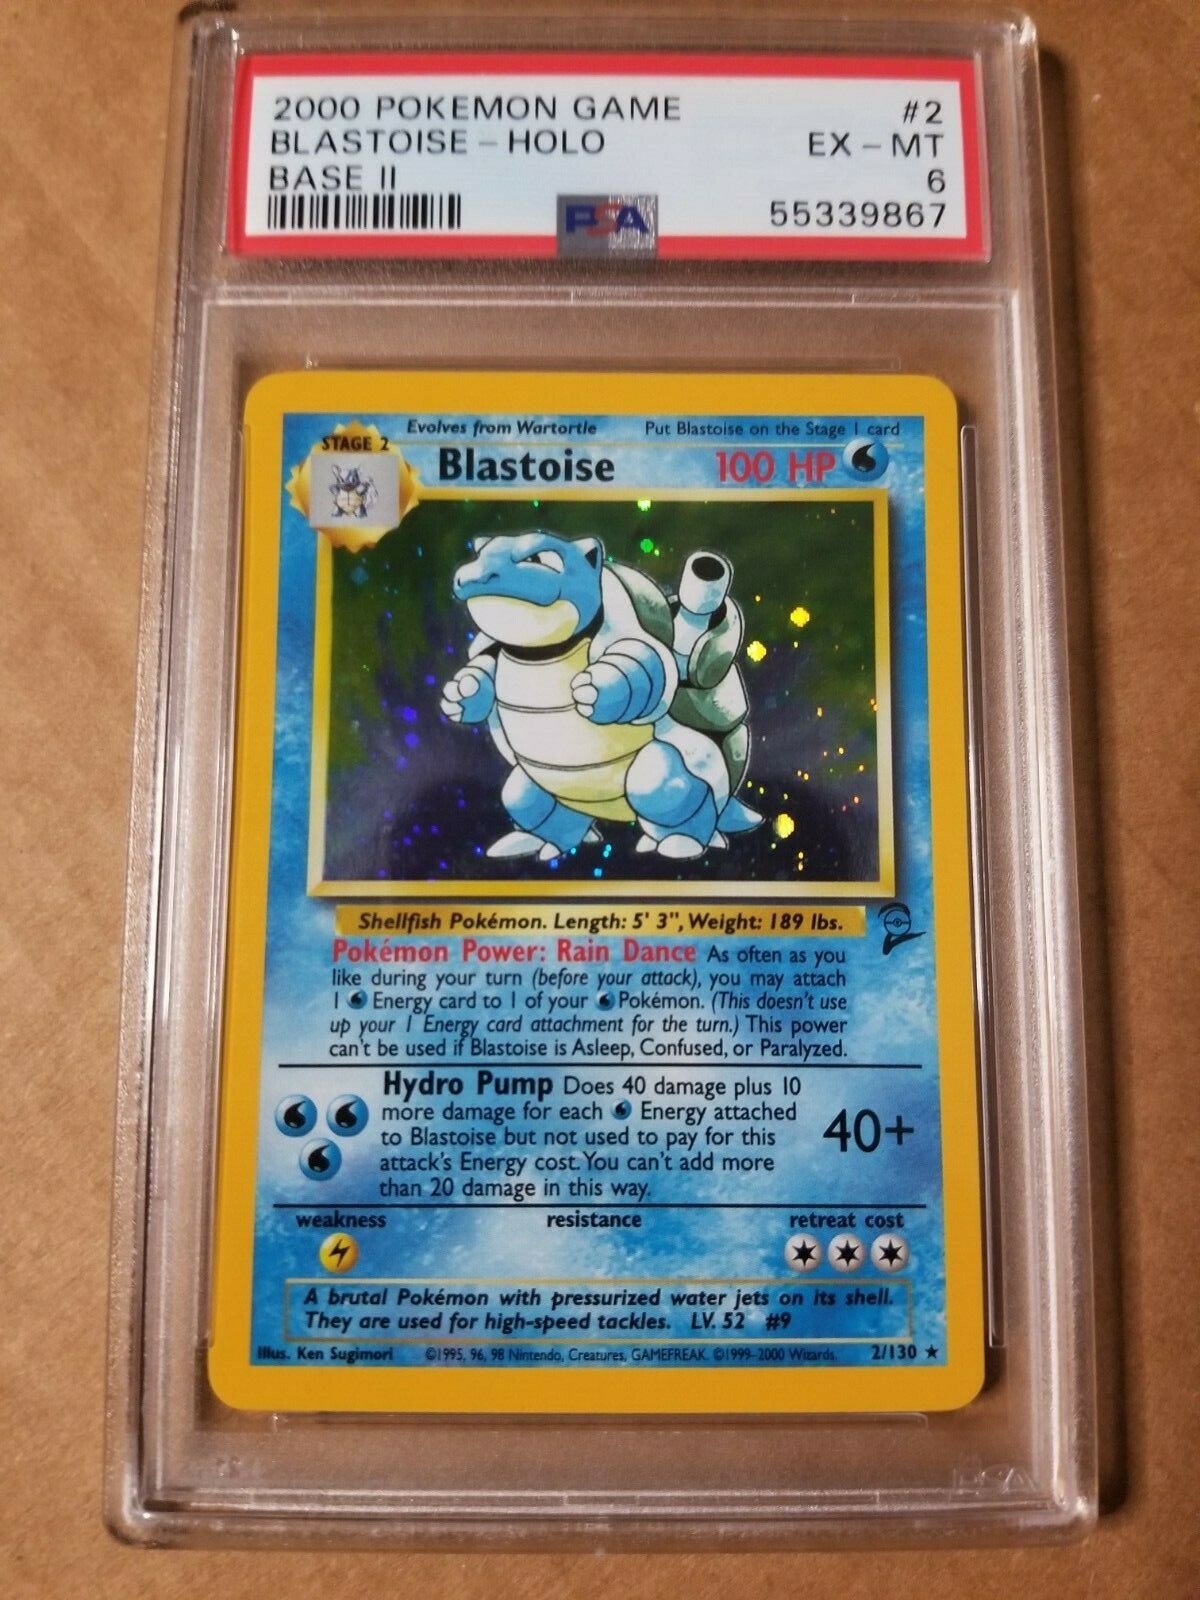 2000 POKEMON GAME #2
BLASTOISE - HOLO EX - MT
BASE II 6
PSA 55339867
STAGE 2
Evolves from Wartortle Put Blastoise on the Stage 1 card
Blastoise 100 HP
Shellfish Pokémon. Length: 5' 3", Weight: 189 lbs.
Pokémon Power: Rain Dance As often as you
like during your turn (before your attack), you may attach
1 Energy card to 1 of your Pokémon. (This doesn't use
up your 1 Energy card attachment for the turn.) This power
can't be used if Blastoise is Asleep, Confused, or Paralyzed.
Hydro Pump Does 40 damage plus 10
more damage for each Energy attached
to Blastoise but not used to pay for this
attack's Energy cost. You can't add more
than 20 damage in this way.
40+
weakness resistance retreat cost
A brutal Pokémon with pressurized water jets on its shell.
They are used for high-speed tackles. LV. 52 #9
Illus. Ken Sugimori ©1995, 96, 98 Nintendo, Creatures, GAMEFREAK. ©1999-2000 Wizards. 2/130 ★
PSA